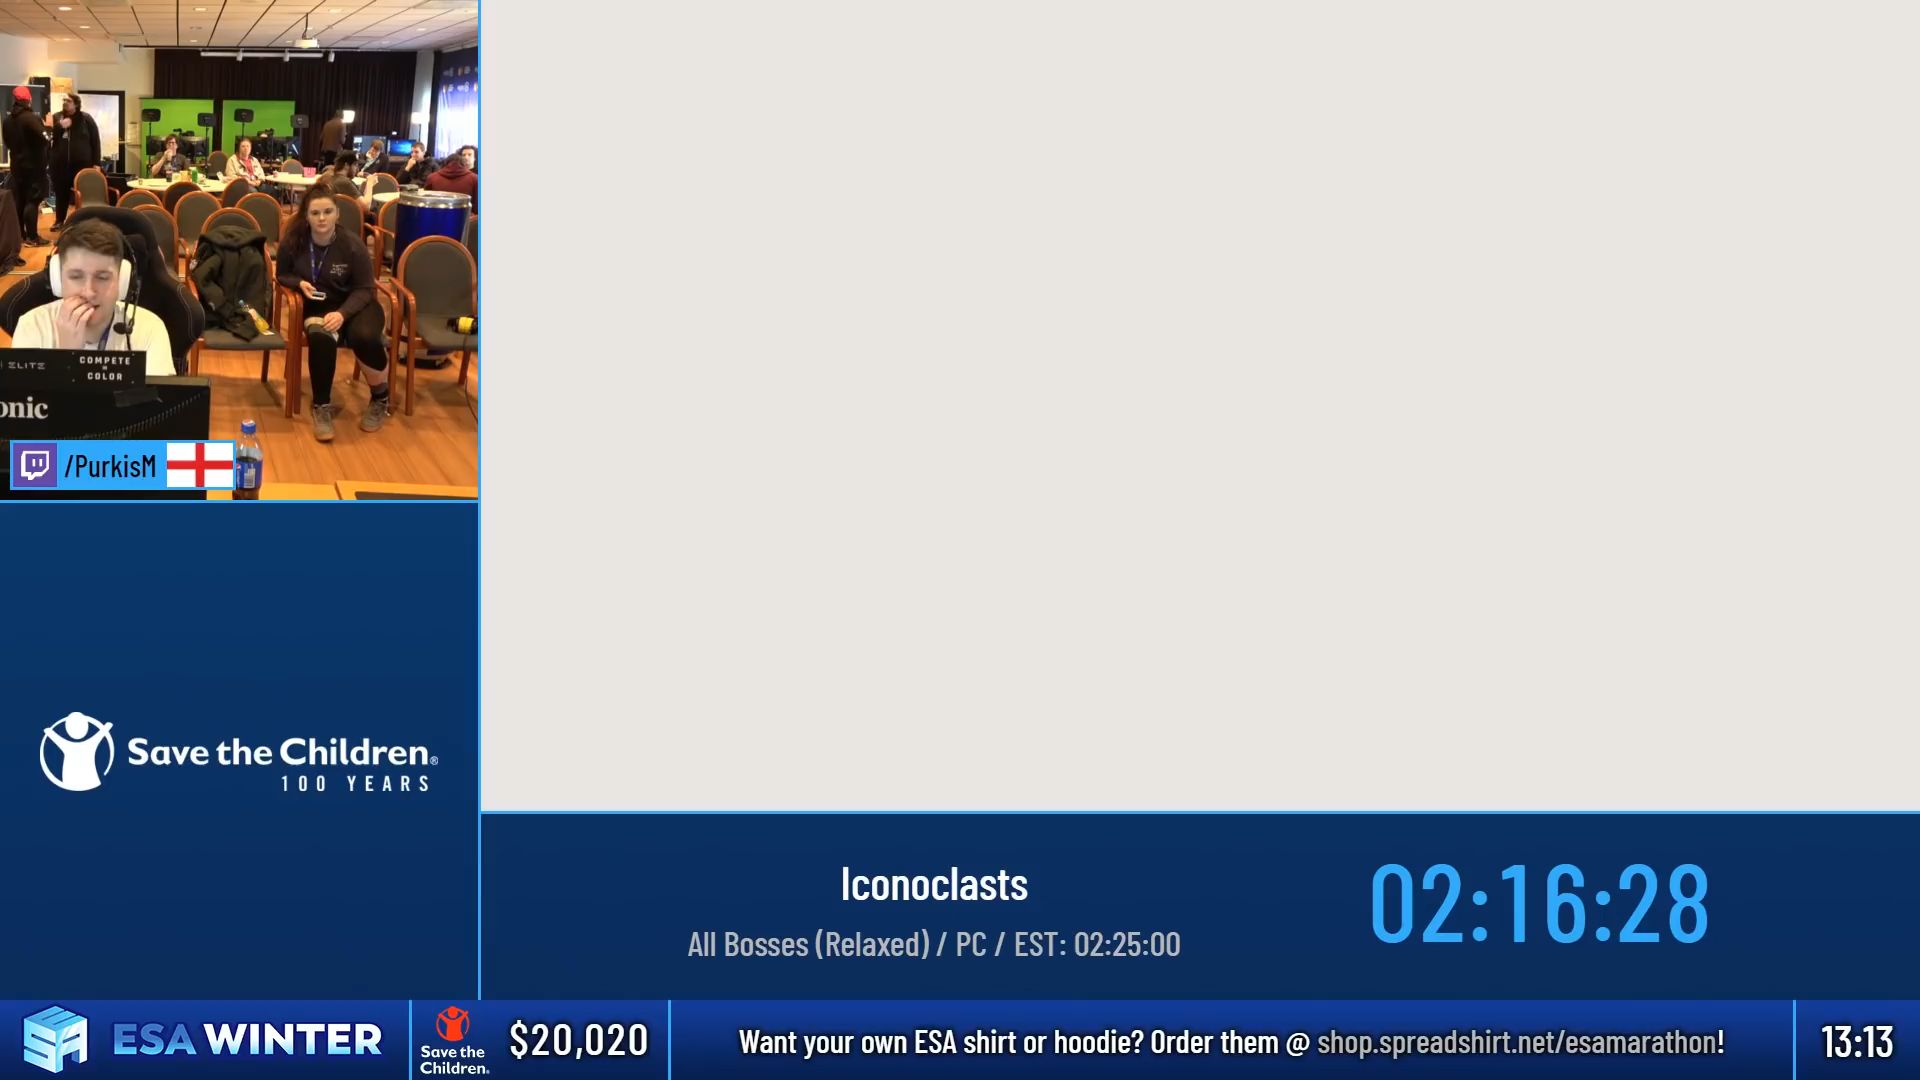 ELITE
COMPETE
IN
COLOR
onic
/PurkisM
Save the Children®
100 YEARS
Iconoclasts
All Bosses (Relaxed) / PC / EST: 02:25:00
02:16:28
ESA WINTER
Save the
Children.
$20,020
Want your own ESA shirt or hoodie? Order them @ shop.spreadshirt.net/esamarathon!
13:13